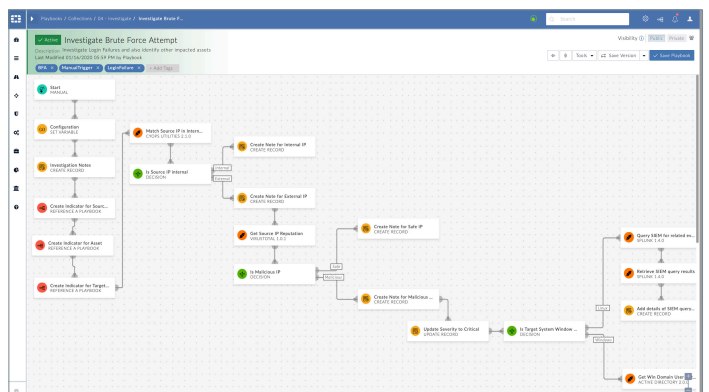 Playbooks / Collections / 04 - Investigate / Investigate Brute F...
Search
Active
Investigate Brute Force Attempt
Visibility
Public
Private
Description Investigate Login Failures and also identify other impacted assets
Last Modified 01/16/2020 05:59 PM by Playbook
Tools
Save Version
Save Playbook
BFA ×
ManualTrigger ×
LoginFailure ×
+ Add Tags
Start
MANUAL
Configuration
SET VARIABLE
Investigation Notes
CREATE RECORD
Create Indicator for Sourc...
REFERENCE A PLAYBOOK
Create Indicator for Asset
REFERENCE A PLAYBOOK
Create Indicator for Target...
REFERENCE A PLAYBOOK
Match Source IP in Intern...
CYOPS UTILITIES 2.1.0
Is Source IP internal
DECISION
Internal
External
Create Note for Internal IP
CREATE RECORD
Create Note for External IP
CREATE RECORD
Get Source IP Reputation
VIRUSTOTAL 1.0.1
Is Malicious IP
DECISION
Safe
Malicious
Create Note for Safe IP
CREATE RECORD
Create Note for Malicious ...
CREATE RECORD
Update Severity to Critical
UPDATE RECORD
Is Target System Window ...
DECISION
Linux
Windows
Query SIEM for related ev...
SPLUNK 1.4.0
Retrieve SIEM query results
SPLUNK 1.4.0
Add details of SIEM query...
CREATE RECORD
Get Win Domain User
ACTIVE DIRECTORY 2.0.0